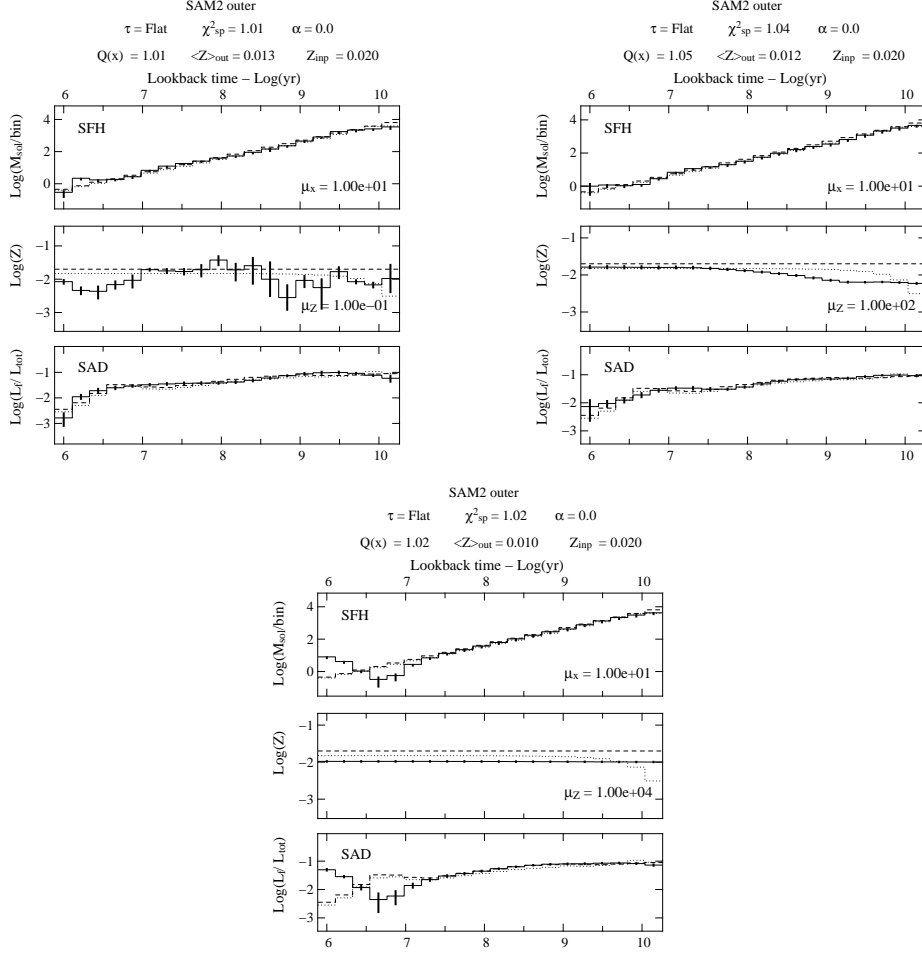 SAM2 outer
τ = Flat χ²sp = 1.01 α = 0.0
Q(x) = 1.01 <Z>out = 0.013 Zinp = 0.020
Lookback time – Log(yr)
6 7 8 9 10
Log(Msol/bin)
4
2
0
SFH
μx = 1.00e+01
Log(Z)
−1
−2
−3
μZ = 1.00e−01
Log(Lf/ Ltot)
−1
−2
−3
SAD
6 7 8 9 10
τ = Flat χ²sp = 1.04 α = 0.0
Q(x) = 1.05 <Z>out = 0.012 Zinp = 0.020
SAM2 outer
Lookback time – Log(yr)
6 7 8 9 10
Log(Msol/bin)
4
2
0
SFH
μx = 1.00e+01
Log(Z)
−1
−2
−3
μZ = 1.00e+02
Log(Lf/ Ltot)
−1
−2
−3
SAD
6 7 8 9 10
SAM2 outer
τ = Flat χ²sp = 1.02 α = 0.0
Q(x) = 1.02 <Z>out = 0.010 Zinp = 0.020
Lookback time – Log(yr)
6 7 8 9 10
Log(Msol/bin)
4
2
0
SFH
μx = 1.00e+01
Log(Z)
−1
−2
−3
μZ = 1.00e+04
Log(Lf/ Ltot)
−1
−2
−3
SAD
6 7 8 9 10